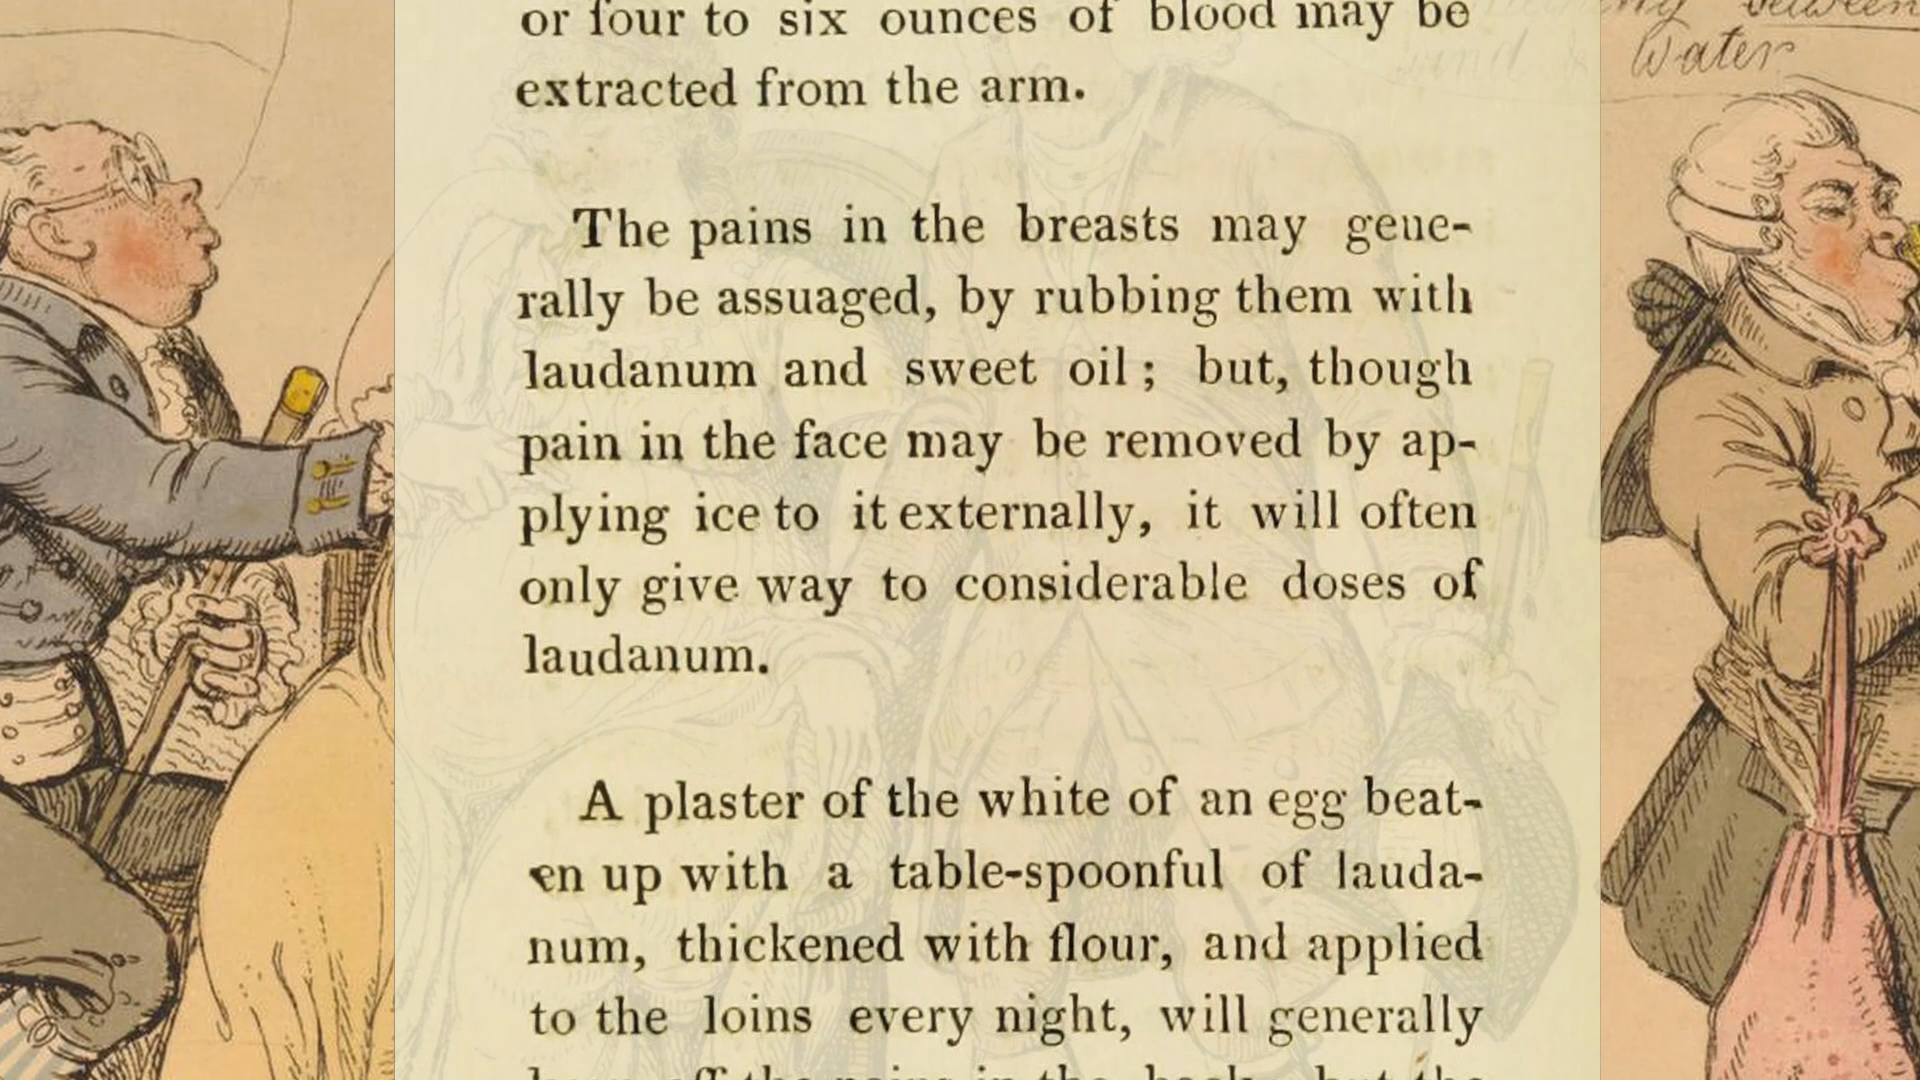 or four to six ounces of blood may be
extracted from the arm.
The pains in the breasts may gene-
rally be assuaged, by rubbing them with
laudanum and sweet oil; but, though
pain in the face may be removed by ap-
plying ice to it externally, it will often
only give way to considerable doses of
laudanum.
A plaster of the white of an egg beat-
en up with a table-spoonful of lauda-
num, thickened with flour, and applied
to the loins every night, will generally
between
Water